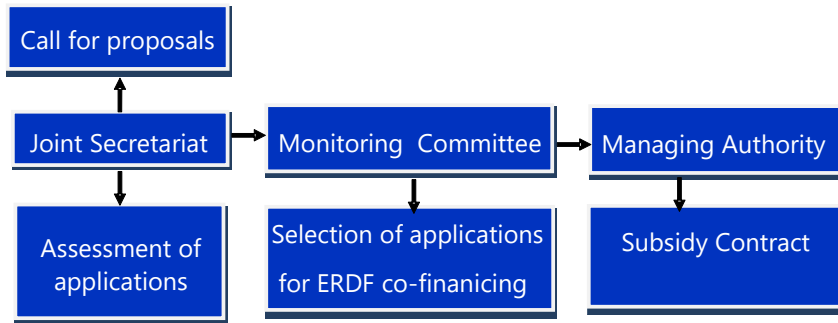 Call for proposals
Joint Secretariat
Monitoring Committee
Managing Authority
Assessment of
applications
Selection of applications
for ERDF co-finanicing
Subsidy Contract